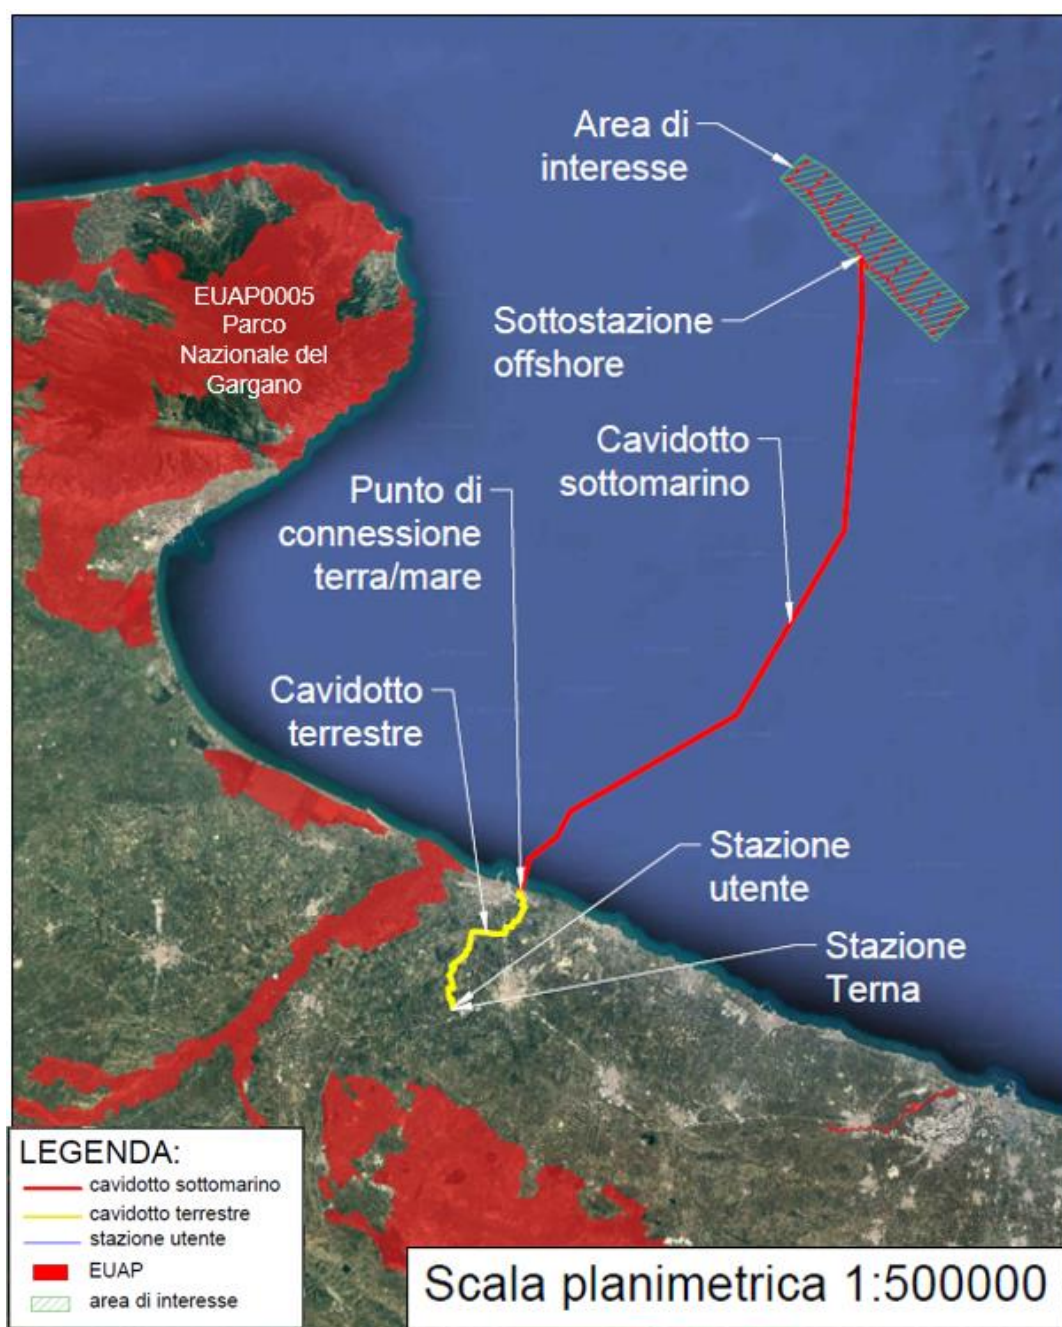 Area di
interesse
EUAP0005
Parco
Nazionale del
Gargano
Sottostazione
offshore
Cavidotto
sottomarino
Punto di
connessione
terra/mare
Cavidotto
terrestre
Stazione
utente
Stazione
Terna
LEGENDA:
cavidotto sottomarino
cavidotto terrestre
stazione utente
EUAP
area di interesse
Scala planimetrica 1:500000